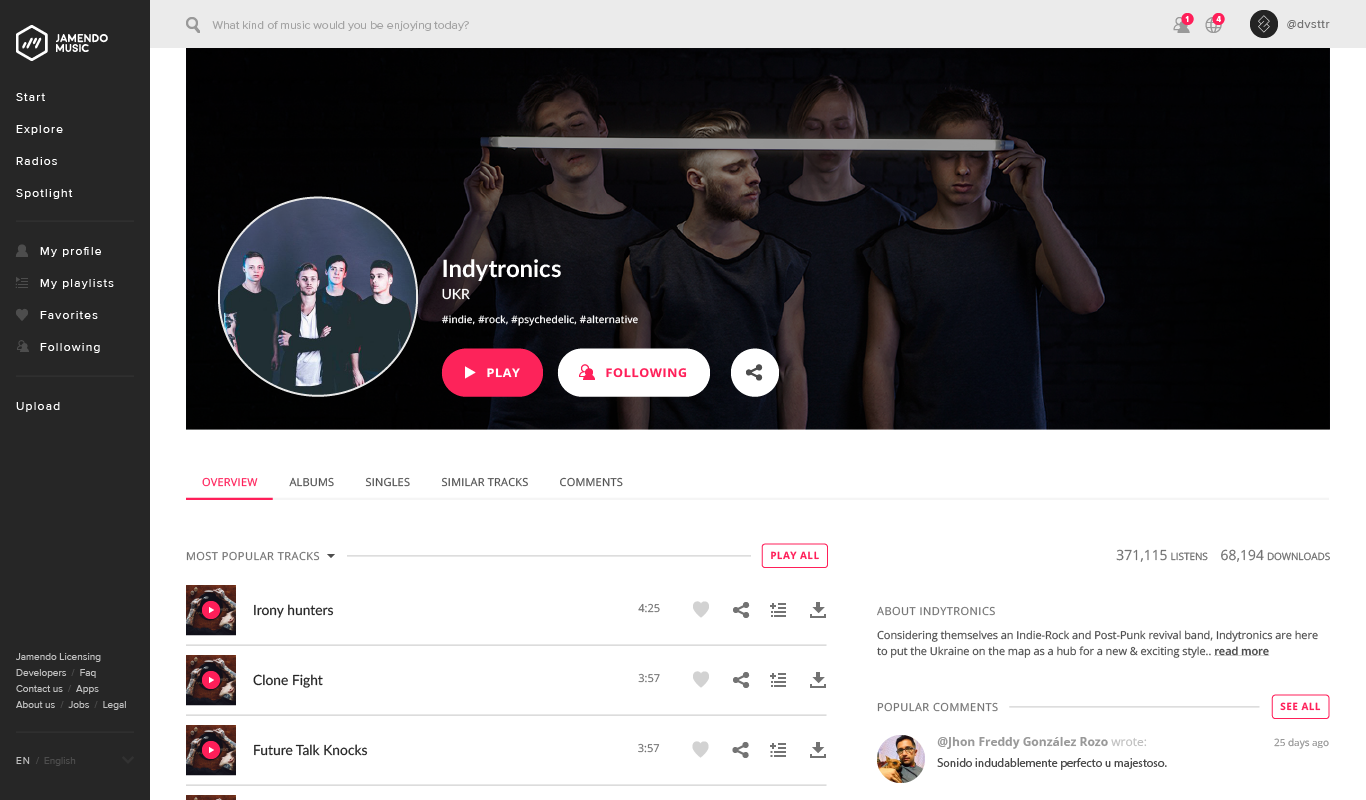 JAMENDO
MUSIC
Start
Explore
Radios
Spotlight
My profile
My playlists
Favorites
Following
Upload
Jamendo Licensing
Developers / Faq
Contact us / Apps
About us / Jobs / Legal
EN / English
What kind of music would you be enjoying today?
1
4
@dvsttr
Indytronics
UKR
#indie, #rock, #psychedelic, #alternative
PLAY
FOLLOWING
OVERVIEW
ALBUMS
SINGLES
SIMILAR TRACKS
COMMENTS
MOST POPULAR TRACKS
PLAY ALL
Irony hunters
4:25
Clone Fight
3:57
Future Talk Knocks
3:57
371,115 LISTENS 68,194 DOWNLOADS
ABOUT INDYTRONICS
Considering themselves an Indie-Rock and Post-Punk revival band, Indytronics are here
to put the Ukraine on the map as a hub for a new & exciting style.. read more
POPULAR COMMENTS
SEE ALL
@Jhon Freddy González Rozo wrote:
25 days ago
Sonido indudablemente perfecto u majestoso.